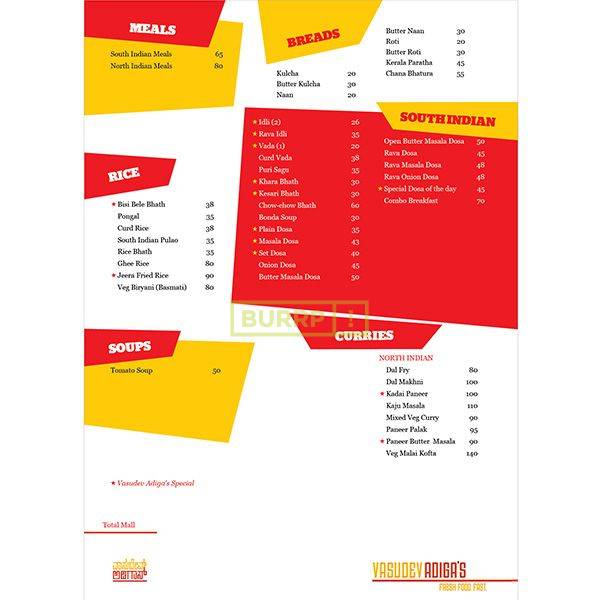 MEALS
South Indian Meals 65
North Indian Meals 80
BREADS
Kulcha 20
Butter Kulcha 30
Naan 20
Butter Naan 30
Roti 20
Butter Roti 30
Kerala Paratha 45
Chana Bhatura 55
SOUTH INDIAN
★ Idli (2) 26
★ Rava Idli 35
★ Vada (1) 20
Curd Vada 38
Puri Sagu 35
★ Khara Bhath 30
★ Kesari Bhath 30
Chow-chow Bhath 60
Bonda Soup 30
★ Plain Dosa 35
★ Masala Dosa 43
★ Set Dosa 40
Onion Dosa 45
Butter Masala Dosa 50
Open Butter Masala Dosa 50
Rava Dosa 45
Rava Masala Dosa 48
Rava Onion Dosa 48
★ Special Dosa of the day 45
Combo Breakfast 70
RICE
★ Bisi Bele Bhath 38
Pongal 35
Curd Rice 38
South Indian Pulao 35
Rice Bhath 35
Ghee Rice 80
★ Jeera Fried Rice 90
Veg Biryani (Basmati) 80
BURRP!
SOUPS
Tomato Soup 50
CURRIES
NORTH INDIAN
Dal Fry 80
Dal Makhni 100
★ Kadai Paneer 100
Kaju Masala 110
Mixed Veg Curry 90
Paneer Palak 95
★ Paneer Butter Masala 90
Veg Malai Kofta 140
★ Vasudev Adiga's Special
Total Mall
VASUDEV ADIGA'S
FRESH FOOD. FAST.